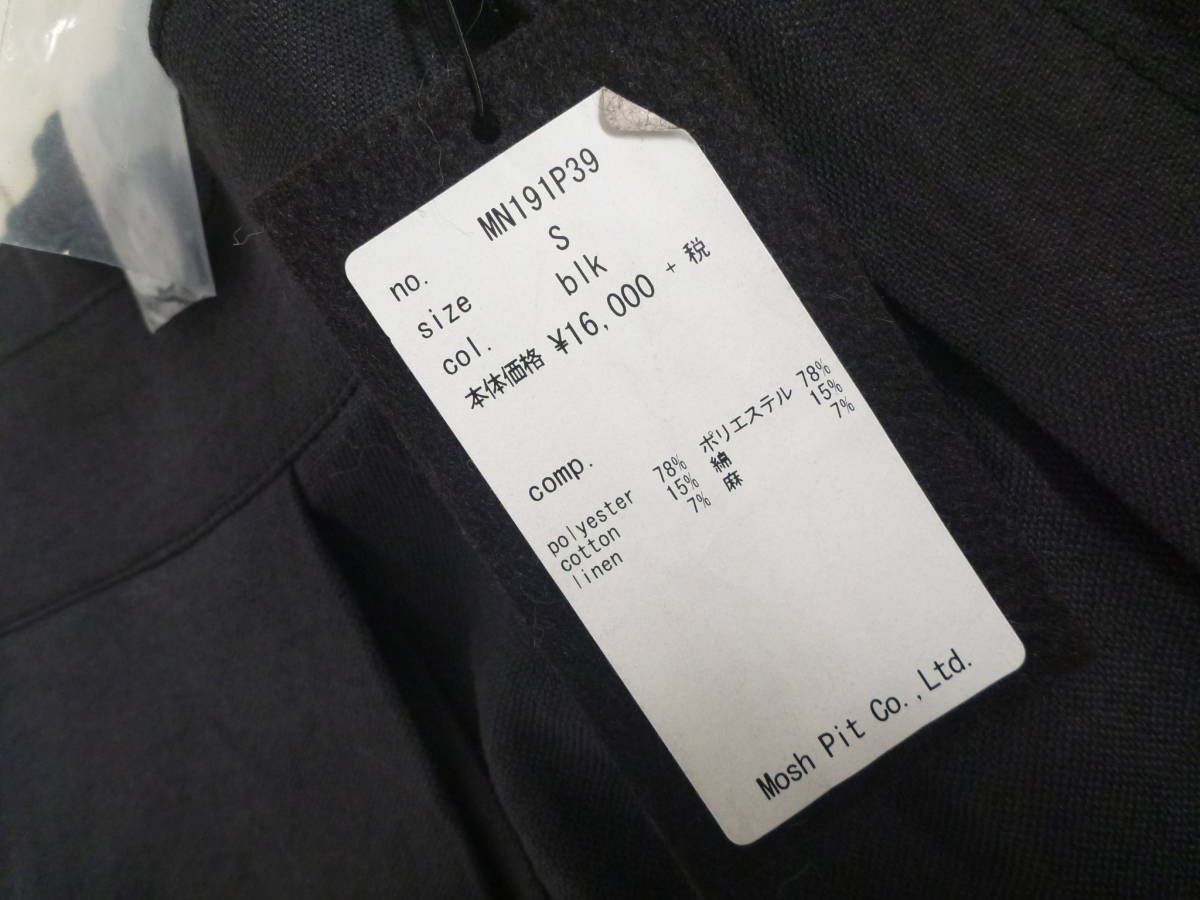 no. MN191P39
size S
col. blk
本体価格 ¥16,000 + 税
comp.
polyester 78% ポリエステル 78%
cotton 15% 綿 15%
linen 7% 麻 7%
Mosh Pit Co.,Ltd.